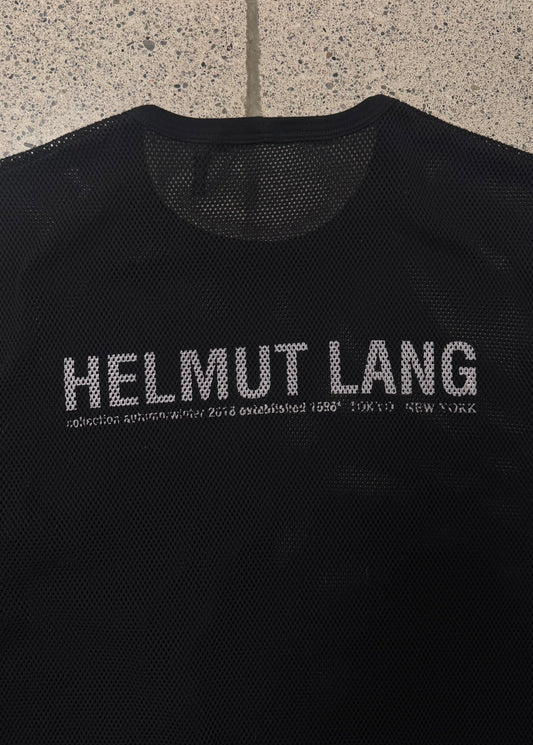 HELMUT LANG
collection autumn/winter 2018 established 1986* TOKYO NEW YORK